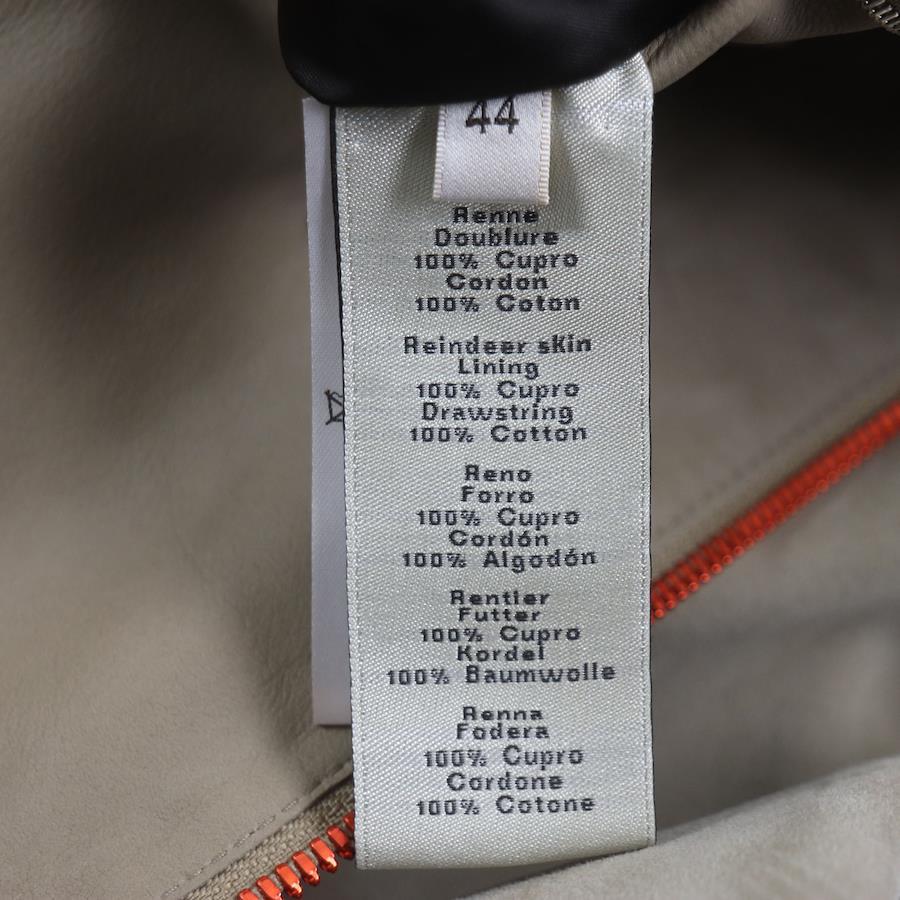 44
Renne
Doublure
100% Cupro
Cordon
100% Coton
Reindeer skin
Lining
100% Cupro
Drawstring
100% Cotton
Reno
Forro
100% Cupro
Cordón
100% Algodón
Rentier
Futter
100% Cupro
Kordel
100% Baumwolle
Renna
Fodera
100% Cupro
Cordone
100% Cotone